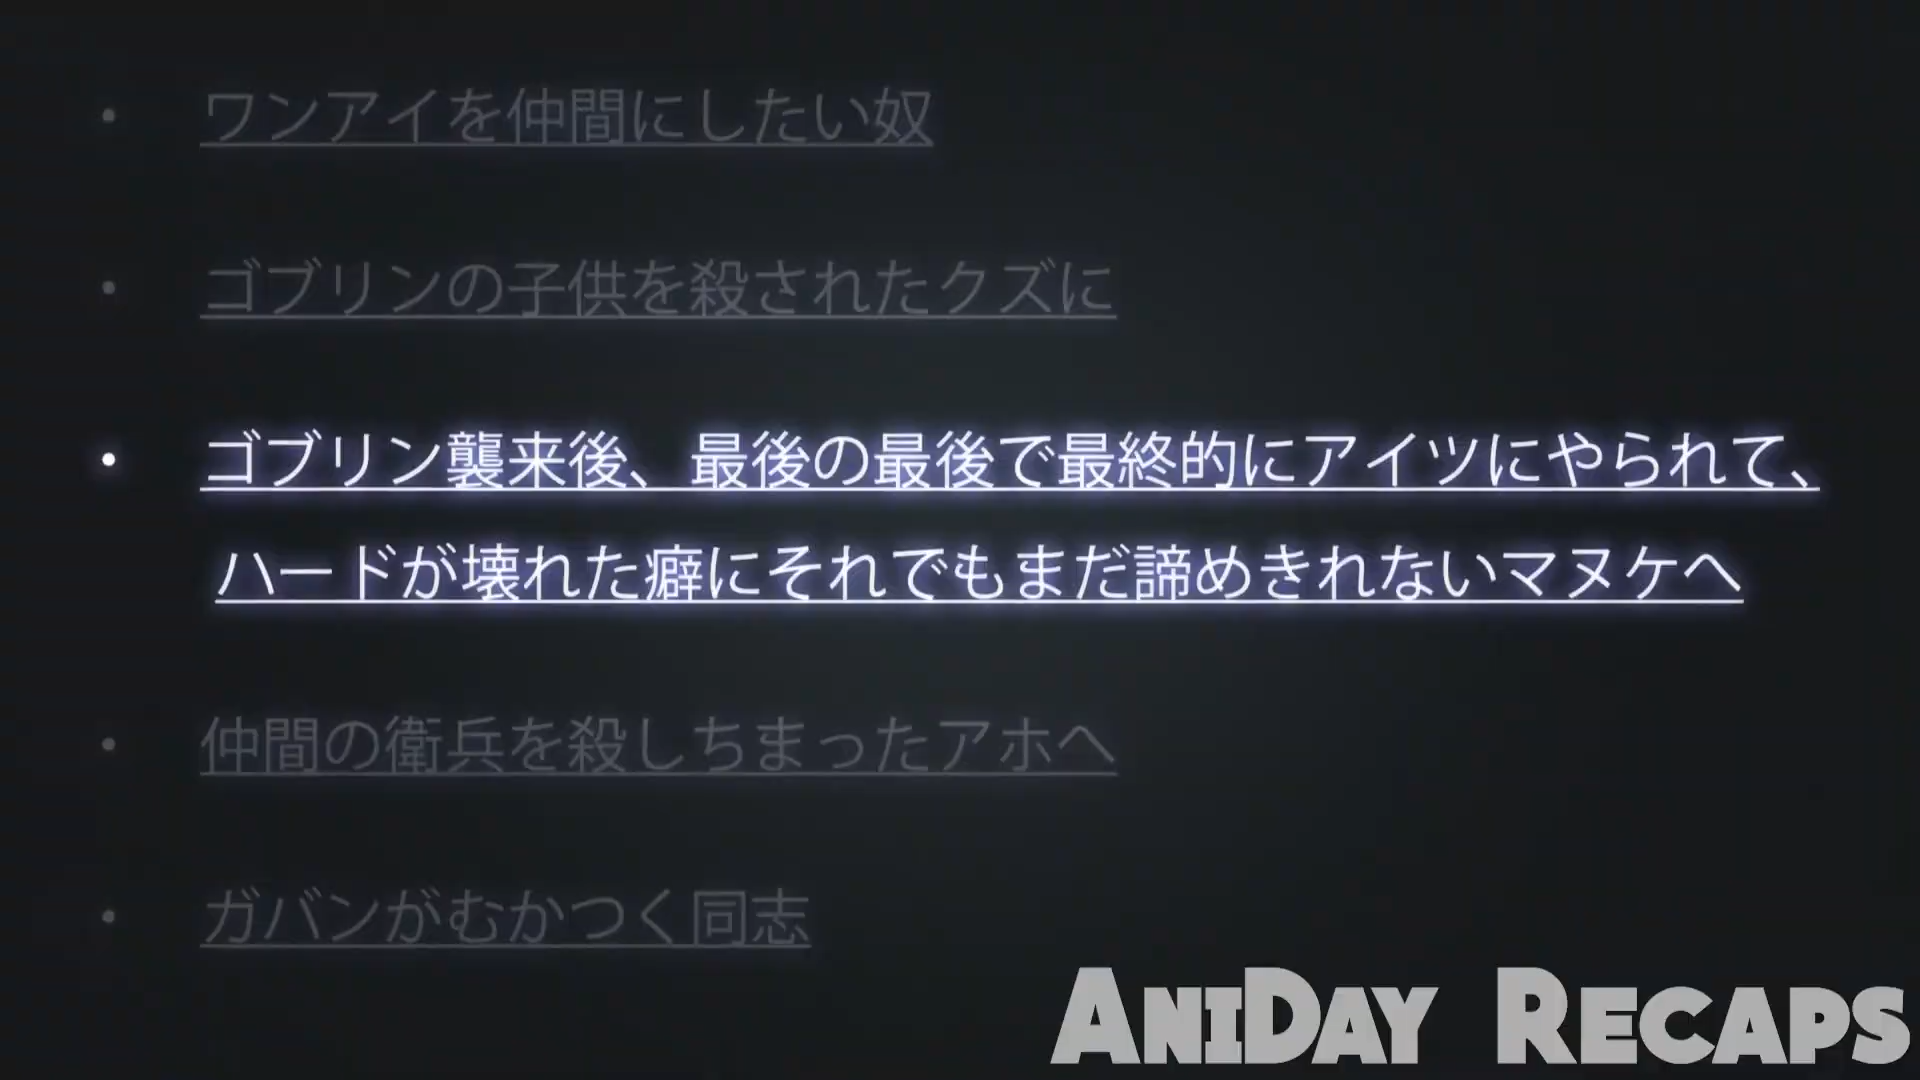 ・ ワンアイを仲間にしたい奴
・ ゴブリンの子供を殺されたクズに
・ ゴブリン襲来後、最後の最後で最終的にアイツにやられて、
ハードが壊れた癖にそれでもまだ諦めきれないマヌケへ
・ 仲間の衛兵を殺しちまったアホへ
・ ガバンがむかつく同志
ANIDAY RECAPS